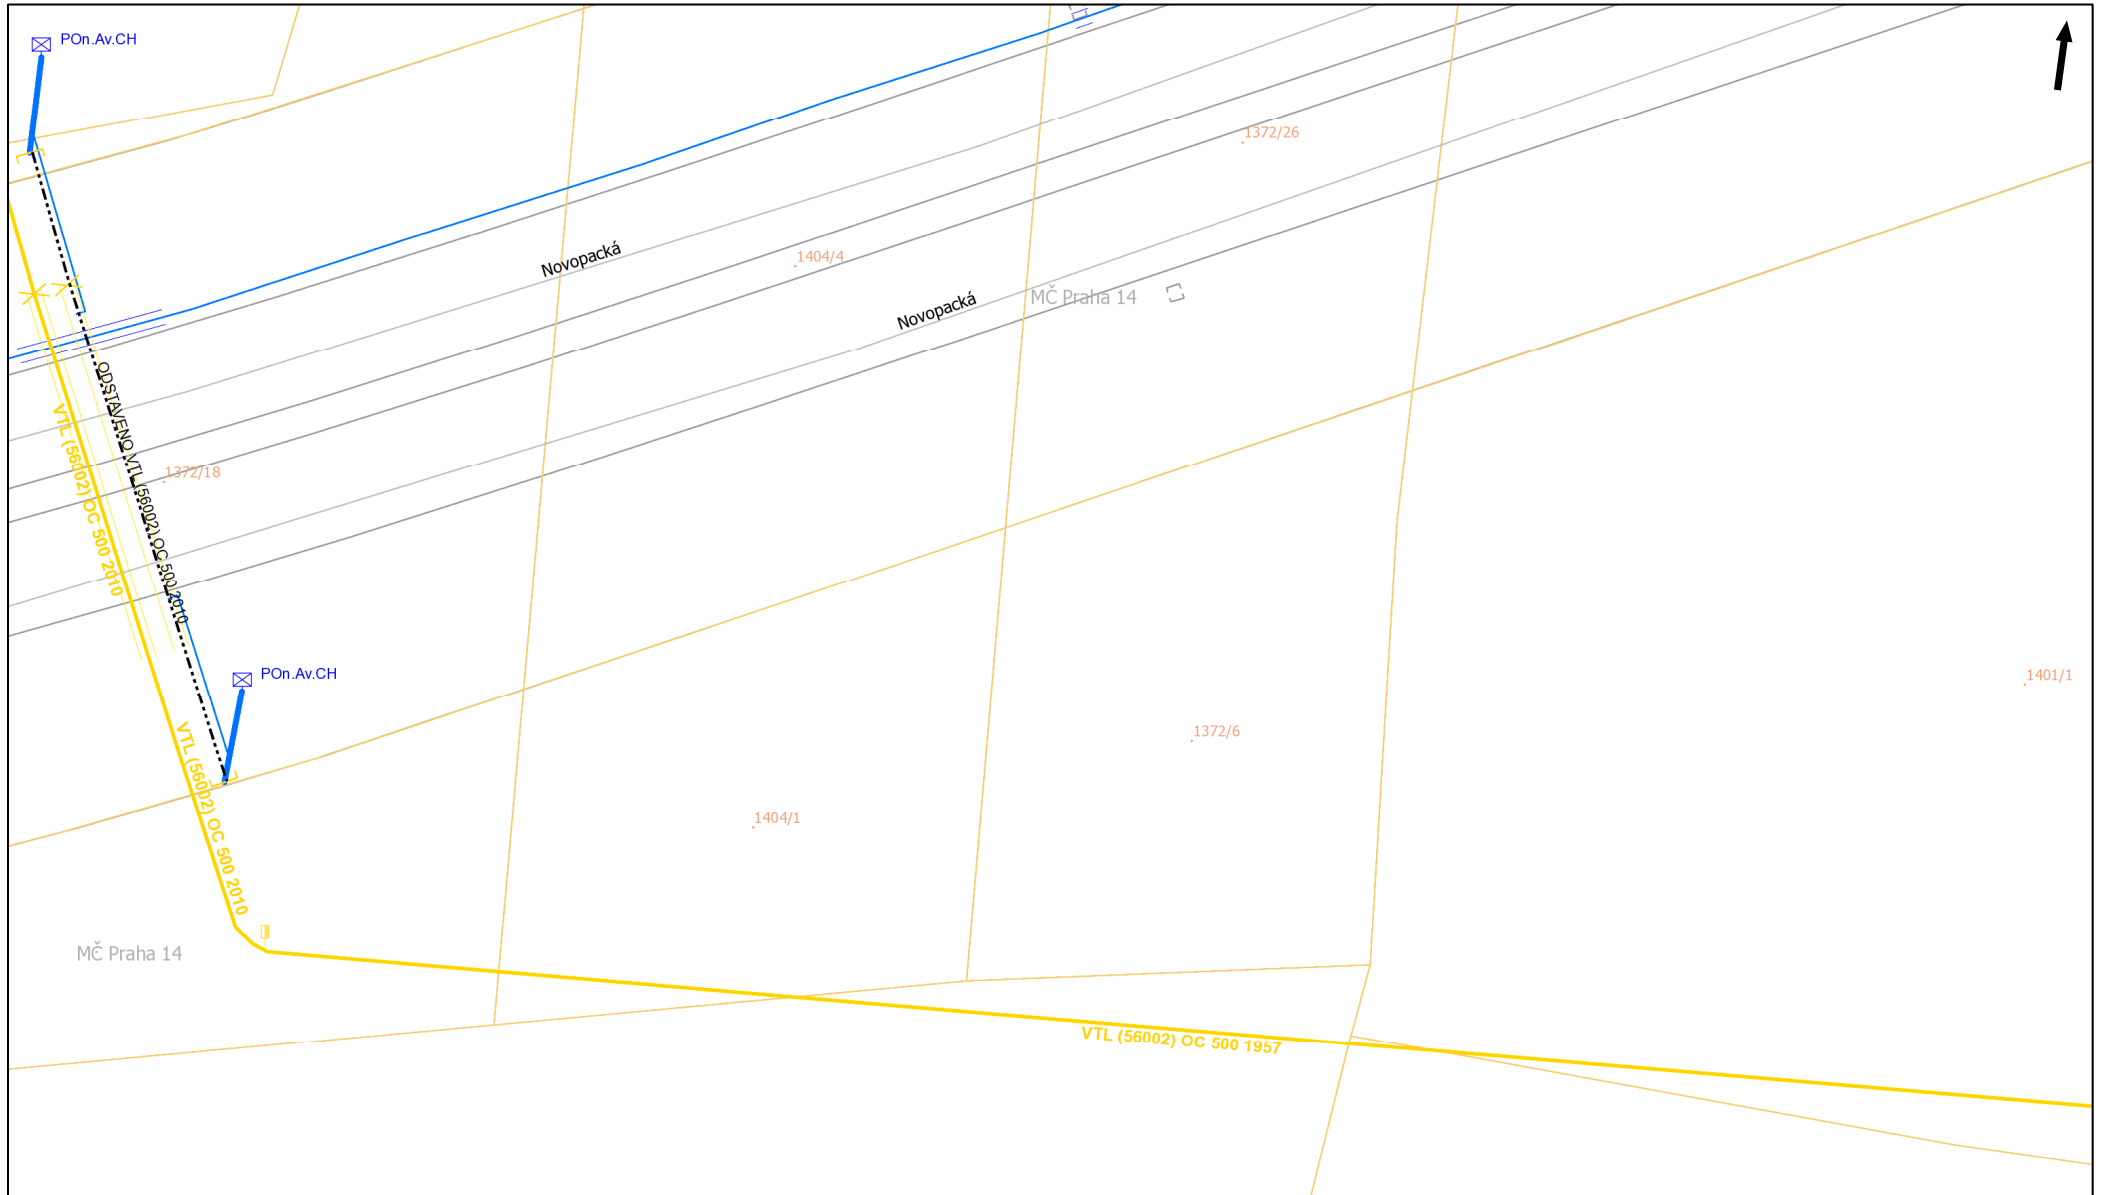 POn.Av.CH
1372/26
Novopacká
1404/4
Novopacká
MČ Praha 14
ODSTAVENO VTL (56002) OC 500 2010
VTL (56002) OC 500 2010
1372/18
POn.Av.CH
1401/1
VTL (56002) OC 500 2010
1372/6
1404/1
MČ Praha 14
VTL (56002) OC 500 1957